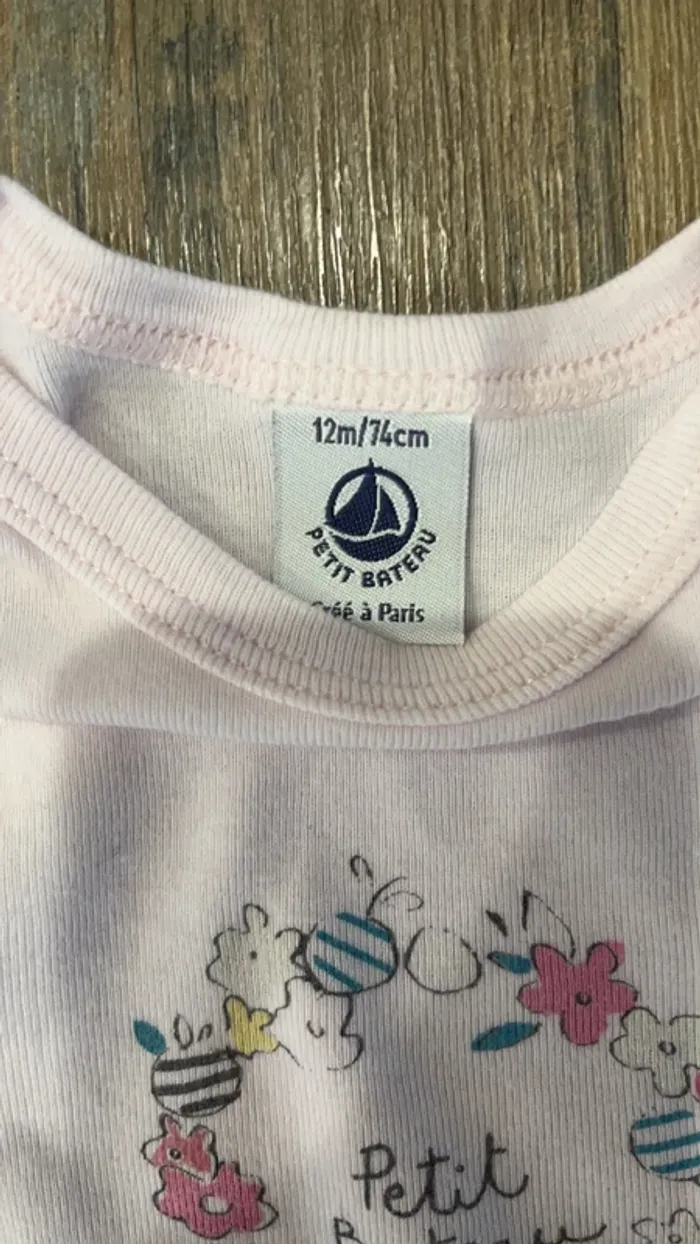 12m/74cm
PETIT BATEAU
Créé à Paris
Petit